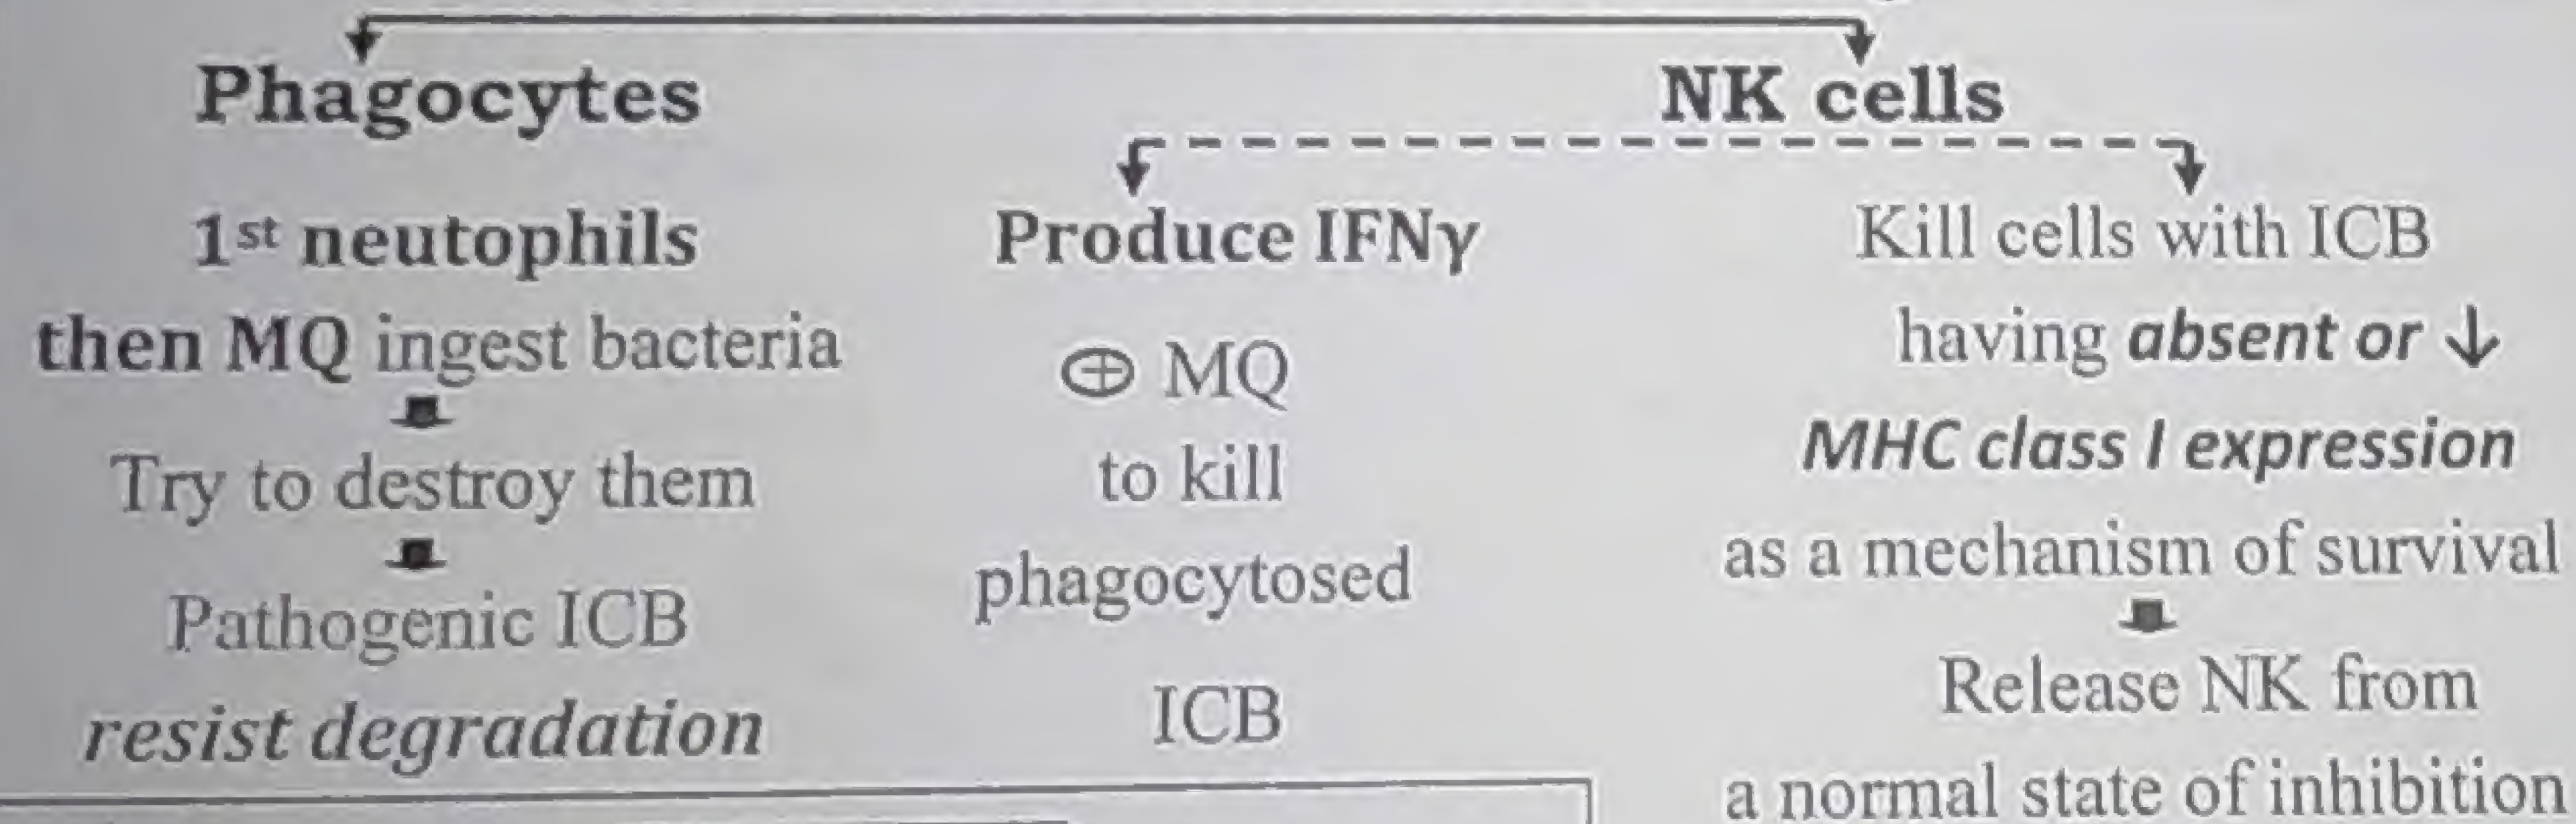 Phagocytes
1st neutophils
then MQ ingest bacteria
Try to destroy them
Pathogenic ICB
resist degradation
NK cells
Produce IFNγ
⊕ MQ
to kill
phagocytosed
ICB
Kill cells with ICB
having absent or ↓
MHC class I expression
as a mechanism of survival
Release NK from
a normal state of inhibition